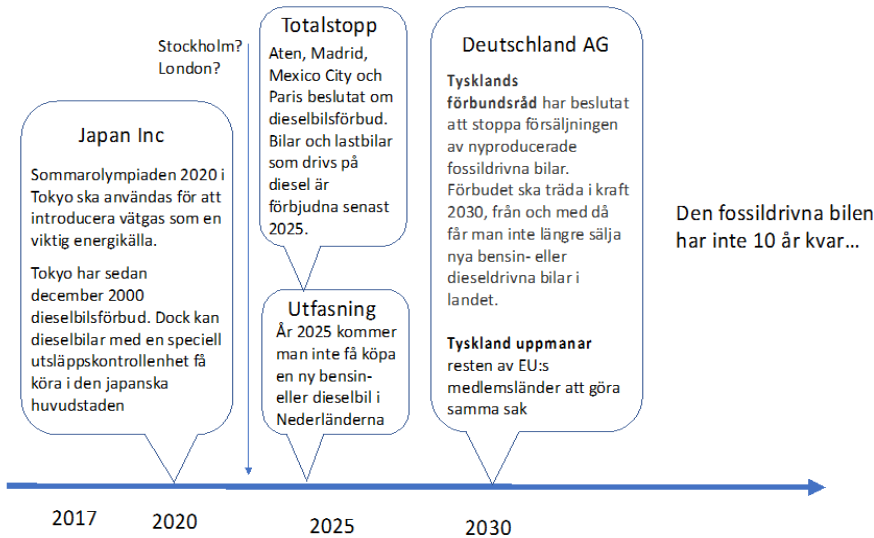 Stockholm?
London?
Japan Inc
Sommarolympiaden 2020 i
Tokyo ska användas för att
introducera vätgas som en
viktig energikälla.
Tokyo har sedan
december 2000
dieselbilsförbud. Dock kan
dieselbilar med en speciell
utsläppskontrollenhet få
köra i den japanska
huvudstaden
Totalstopp
Aten, Madrid,
Mexico City och
Paris beslutat om
dieselbilsförbud.
Bilar och lastbilar
som drivs på
diesel är
förbjudna senast
2025.
Utfasning
År 2025 kommer
man inte få köpa
en ny bensin-
eller dieselbil i
Nederländerna
Deutschland AG
Tysklands
förbundsråd har beslutat
att stoppa försäljningen
av nyproducerade
fossildrivna bilar.
Förbudet ska träda i kraft
2030, från och med då
får man inte längre sälja
nya bensin- eller
dieseldrivna bilar i
landet.
Tyskland uppmanar
resten av EU:s
medlemsländer att göra
samma sak
Den fossildrivna bilen
har inte 10 år kvar...
2017
2020
2025
2030